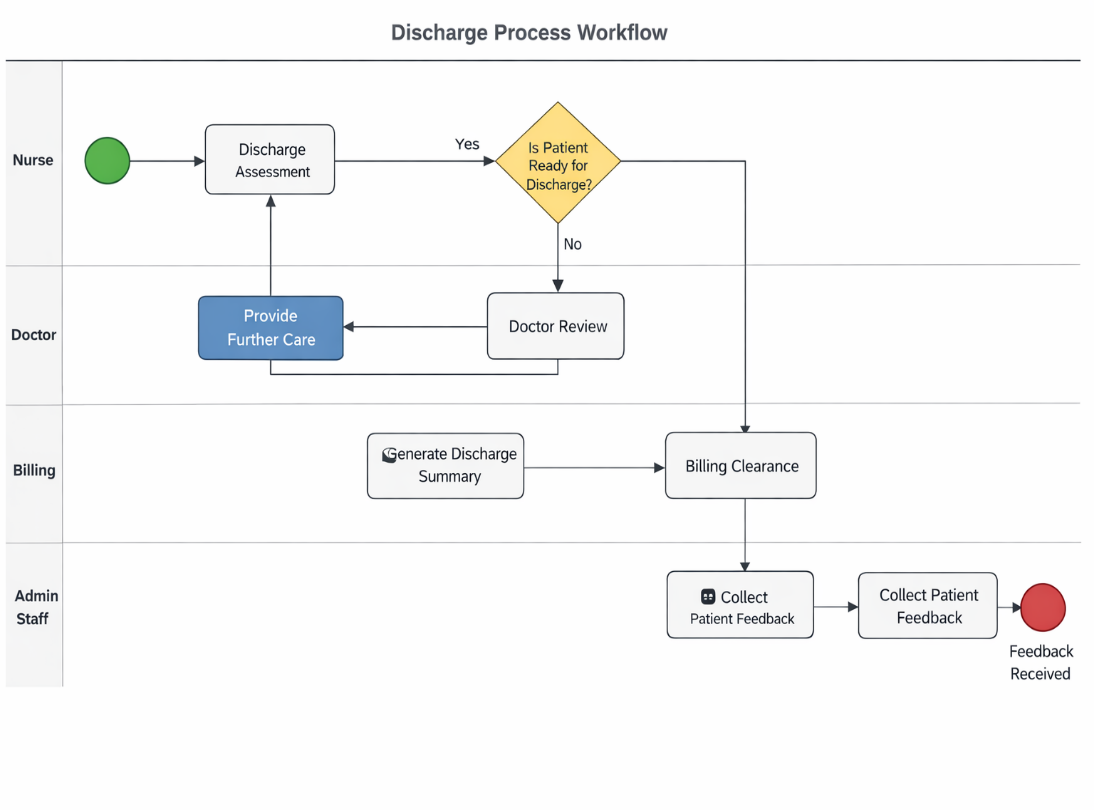 Discharge Process Workflow
Nurse
Discharge
Assessment
Yes
Is Patient
Ready for
Discharge?
No
Doctor
Provide
Further Care
Doctor Review
Billing
Generate Discharge
Summary
Billing Clearance
Admin
Staff
Collect
Patient Feedback
Collect Patient
Feedback
Feedback
Received